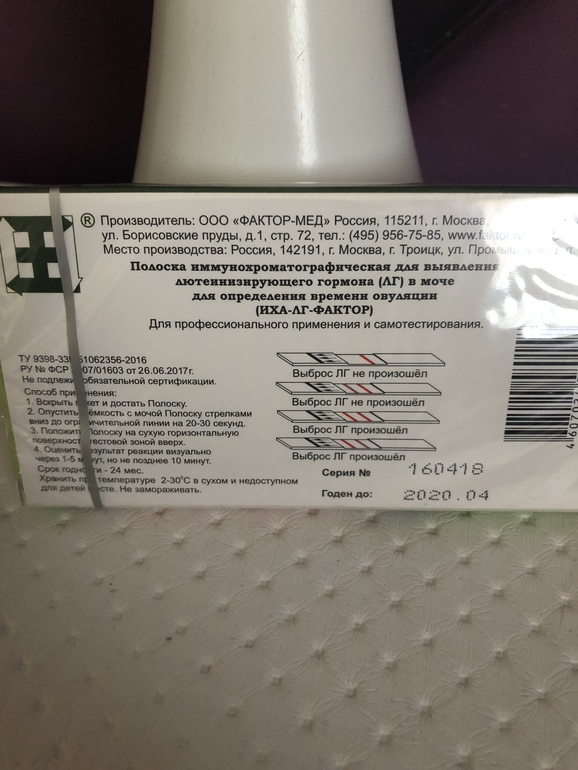 ® Производитель: ООО «ФАКТОР-МЕД» Россия, 115211, г. Москва,
ул. Борисовские пруды, д.1, стр. 72, тел.: (495) 956-75-85, www.faktor
Место производства: Россия, 142191, г. Москва, г. Троицк, ул.
Полоска иммунохроматографическая для выявления
лютеинизирующего гормона (ЛГ) в моче
для определения времени овуляции
(ИХА-ЛГ-ФАКТОР)
Для профессионального применения и самотестирования.
ТУ 9398-33 51062356-2016
РУ № ФСР 07/01603 от 26.06.2017г.
Не подлежи обязательной сертификации.
Способ применения:
1. Вскрыть кет и достать Полоску.
2. Опустить ёмкость с мочой Полоску стрелками
вниз до ограничительной линии на 20-30 секунд.
3. Положить Полоску на сухую горизонтальную
поверхность тестовой зоной вверх.
4. Оценить результат реакции визуально
через 1-5 минут, но не позднее 10 минут.
Срок годности - 24 мес.
Хранить при температуре 2-30°С в сухом и недоступном
для детей месте. Не замораживать.
Выброс ЛГ не произошёл
Выброс ЛГ не произошёл
Выброс ЛГ произошёл
Выброс ЛГ произошёл
Серия № 160418
Годен до: 2020.04